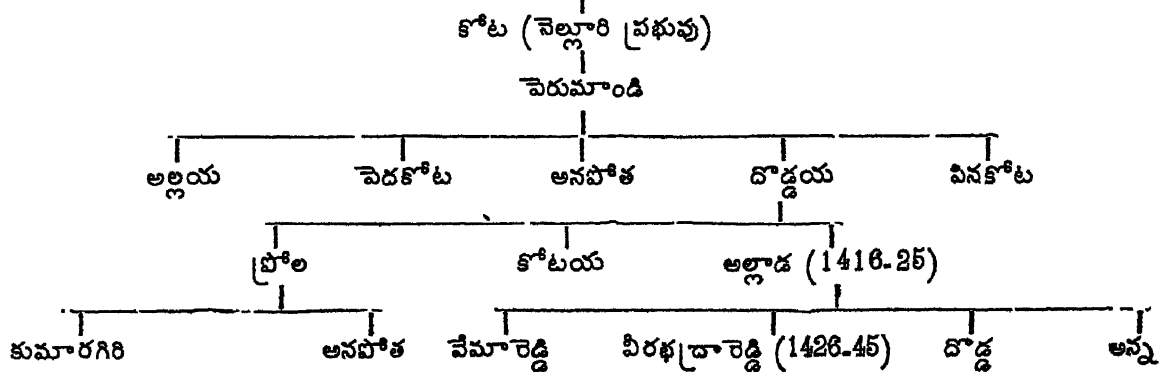 కోట (నెల్లూరి ప్రభువు)
పెరుమాండి
అల్లయ పెదకోట అనపోత దొడ్డయ పినకోట
ప్రోల కోటయ అల్లాడ (1416-25)
కుమారగిరి అనపోత వేమారెడ్డి వీరభద్రారెడ్డి (1426-45) దొడ్డ అన్న